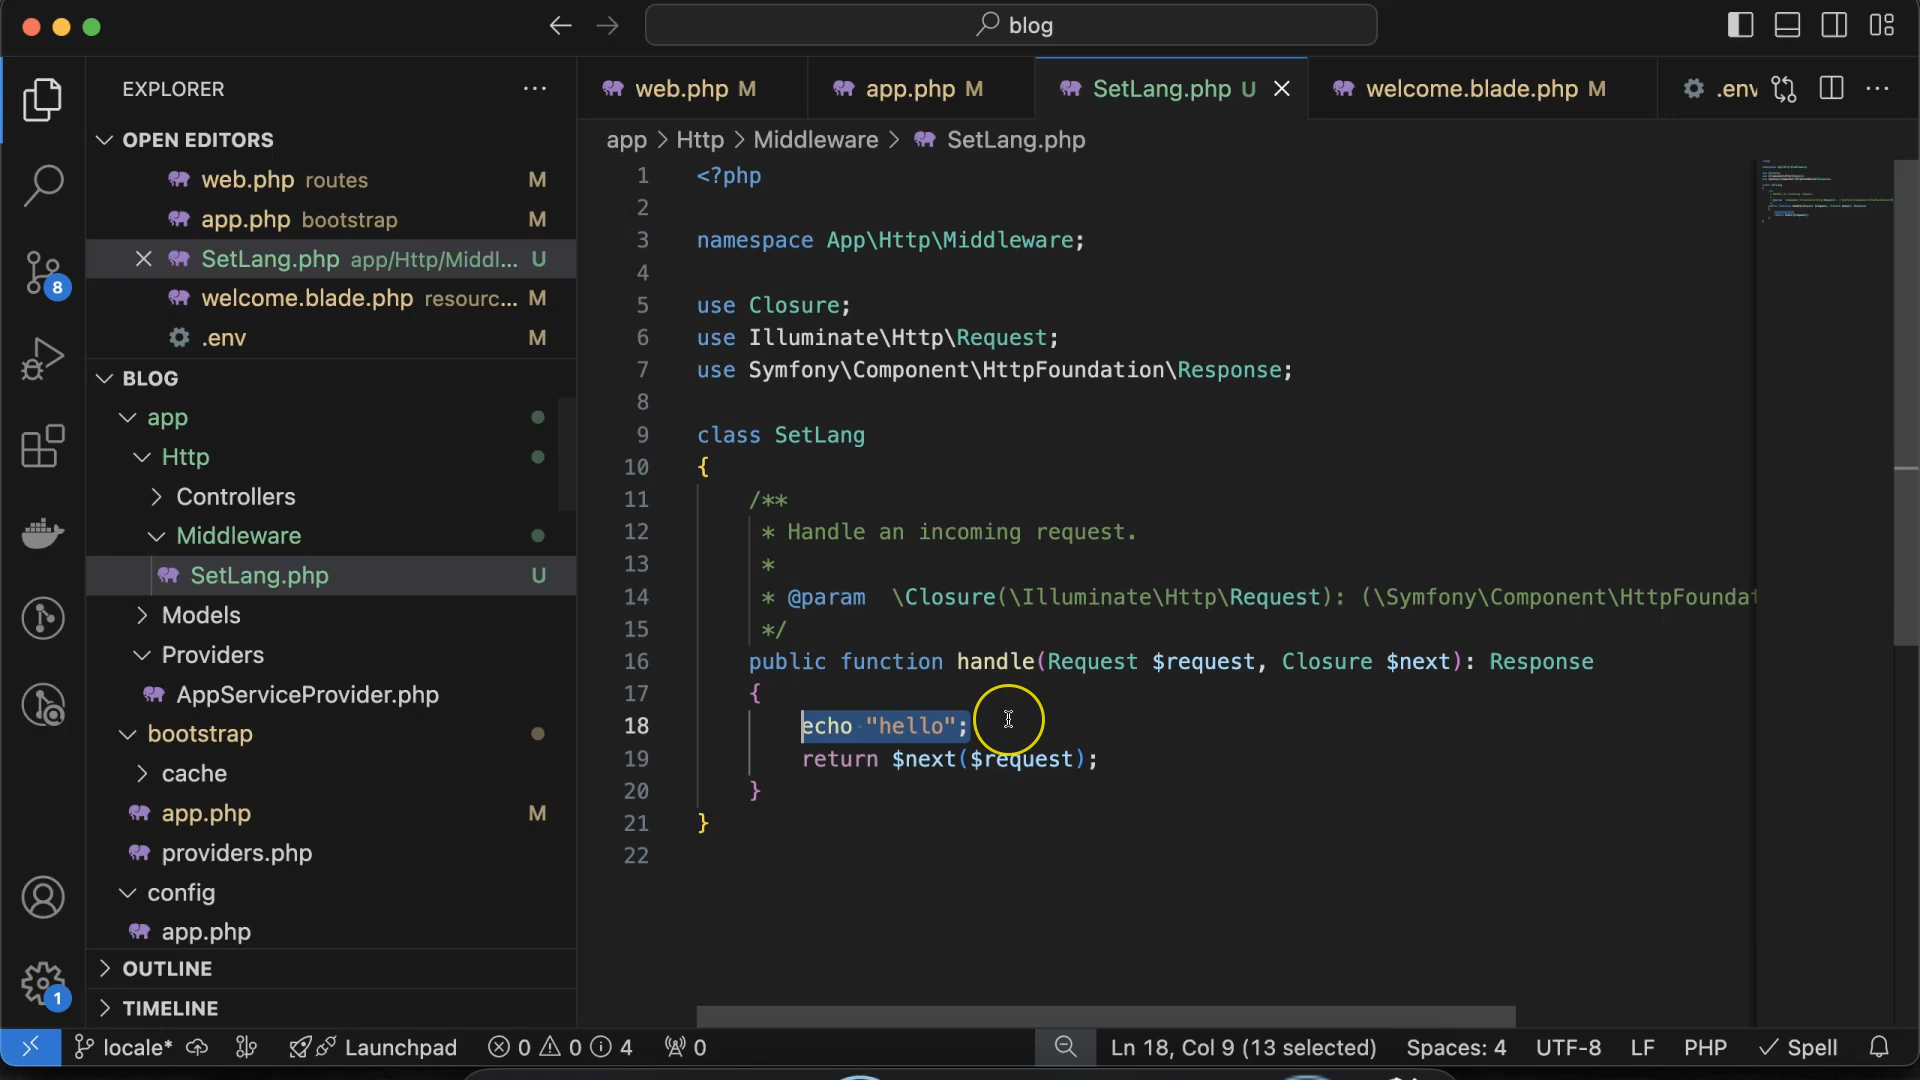 blog
EXPLORER
OPEN EDITORS
web.php routes M
app.php bootstrap M
SetLang.php app/Http/Middl... U
welcome.blade.php resourc... M
.env M
BLOG
app
Http
Controllers
Middleware
SetLang.php U
Models
Providers
AppServiceProvider.php
bootstrap
cache
app.php M
providers.php
config
app.php
OUTLINE
TIMELINE
8
1
web.php M
app.php M
SetLang.php U
welcome.blade.php M
.env
app > Http > Middleware > SetLang.php
1 <?php
2
3 namespace App\Http\Middleware;
4
5 use Closure;
6 use Illuminate\Http\Request;
7 use Symfony\Component\HttpFoundation\Response;
8
9 class SetLang
10 {
11 /**
12 * Handle an incoming request.
13 *
14 * @param \Closure(\Illuminate\Http\Request): (\Symfony\Component\HttpFoundat
15 */
16 public function handle(Request $request, Closure $next): Response
17 {
18 echo "hello";
19 return $next($request);
20 }
21 }
22
locale* Launchpad 0 0 4 0 Ln 18, Col 9 (13 selected) Spaces: 4 UTF-8 LF PHP Spell